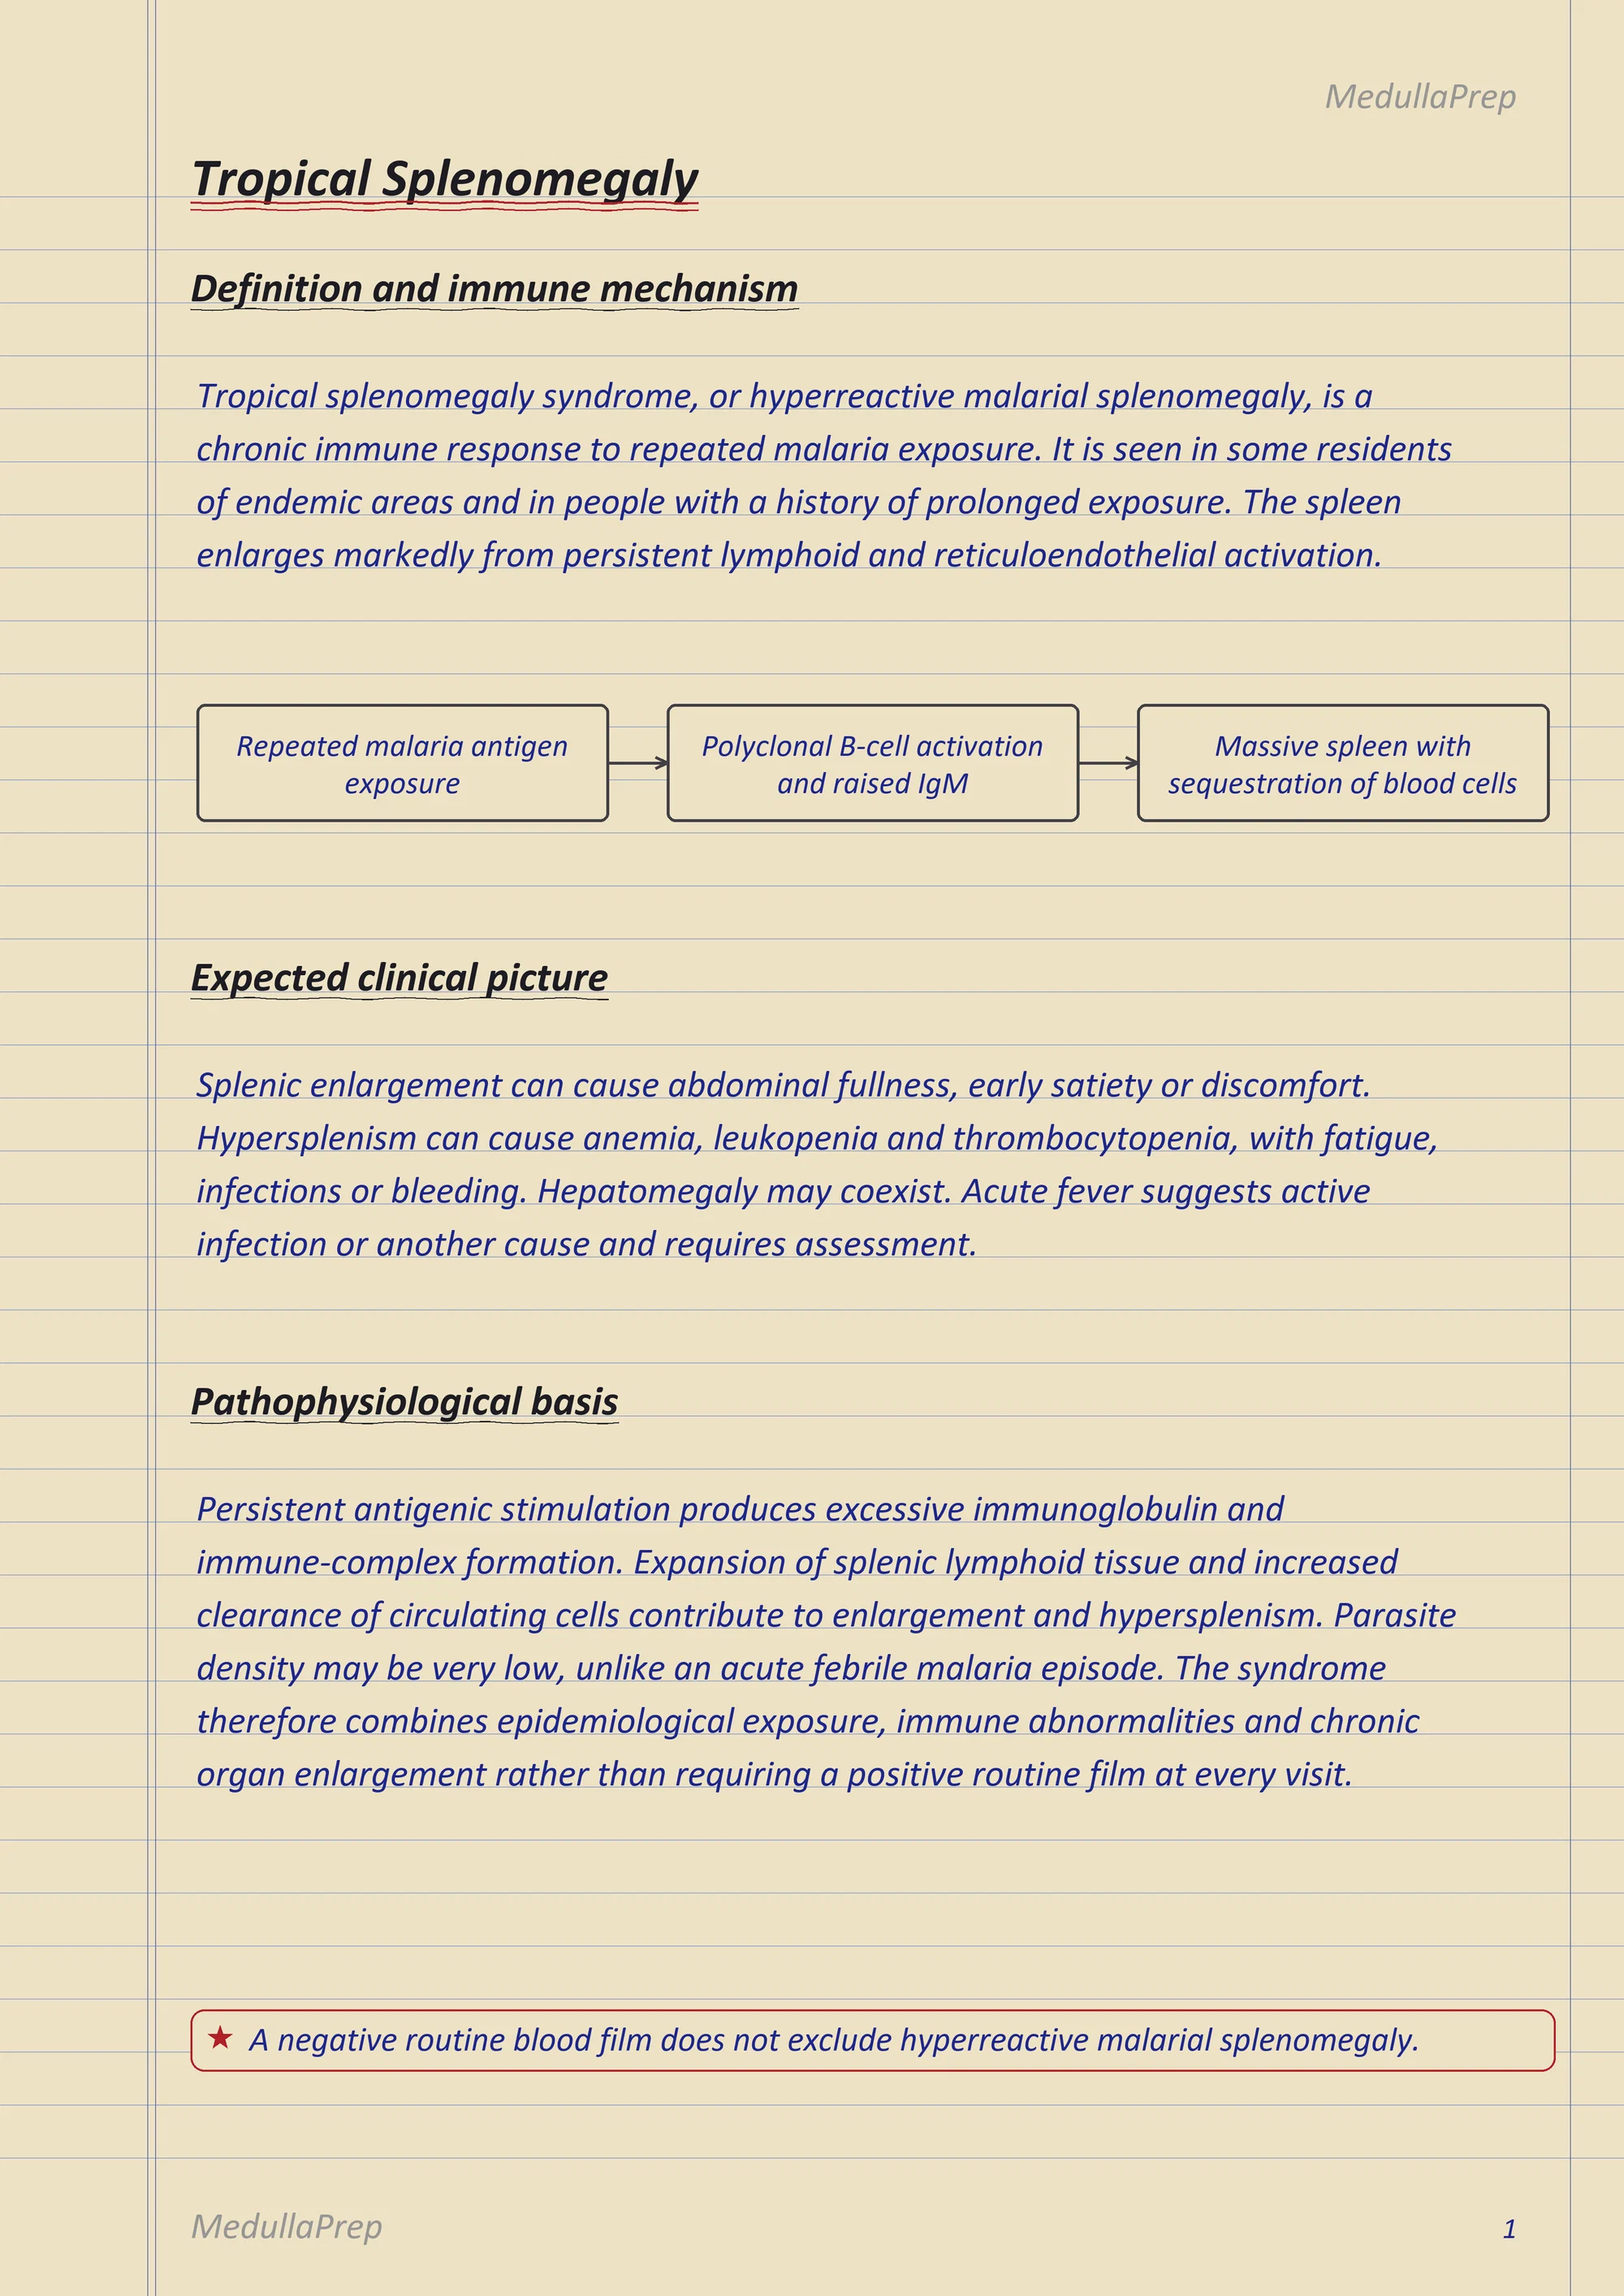 MedullaPrep
Tropical Splenomegaly
Definition and immune mechanism
Tropical splenomegaly syndrome, or hyperreactive malarial splenomegaly, is a
chronic immune response to repeated malaria exposure. It is seen in some residents
of endemic areas and in people with a history of prolonged exposure. The spleen
enlarges markedly from persistent lymphoid and reticuloendothelial activation.
Repeated malaria antigen
exposure
Polyclonal B-cell activation
and raised IgM
Massive spleen with
sequestration of blood cells
Expected clinical picture
Splenic enlargement can cause abdominal fullness, early satiety or discomfort.
Hypersplenism can cause anemia, leukopenia and thrombocytopenia, with fatigue,
infections or bleeding. Hepatomegaly may coexist. Acute fever suggests active
infection or another cause and requires assessment.
Pathophysiological basis
Persistent antigenic stimulation produces excessive immunoglobulin and
immune-complex formation. Expansion of splenic lymphoid tissue and increased
clearance of circulating cells contribute to enlargement and hypersplenism. Parasite
density may be very low, unlike an acute febrile malaria episode. The syndrome
therefore combines epidemiological exposure, immune abnormalities and chronic
organ enlargement rather than requiring a positive routine film at every visit.
★ A negative routine blood film does not exclude hyperreactive malarial splenomegaly.
MedullaPrep
1